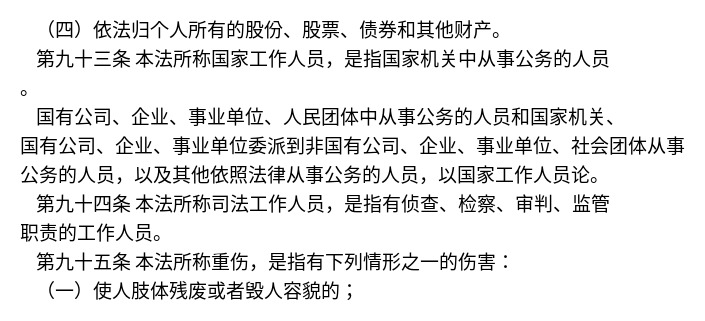 （四）依法归个人所有的股份、股票、债券和其他财产。
第九十三条 本法所称国家工作人员，是指国家机关中从事公务的人员
。
国有公司、企业、事业单位、人民团体中从事公务的人员和国家机关、
国有公司、企业、事业单位委派到非国有公司、企业、事业单位、社会团体从事
公务的人员，以及其他依照法律从事公务的人员，以国家工作人员论。
第九十四条 本法所称司法工作人员，是指有侦查、检察、审判、监管
职责的工作人员。
第九十五条 本法所称重伤，是指有下列情形之一的伤害：
（一）使人肢体残废或者毁人容貌的；